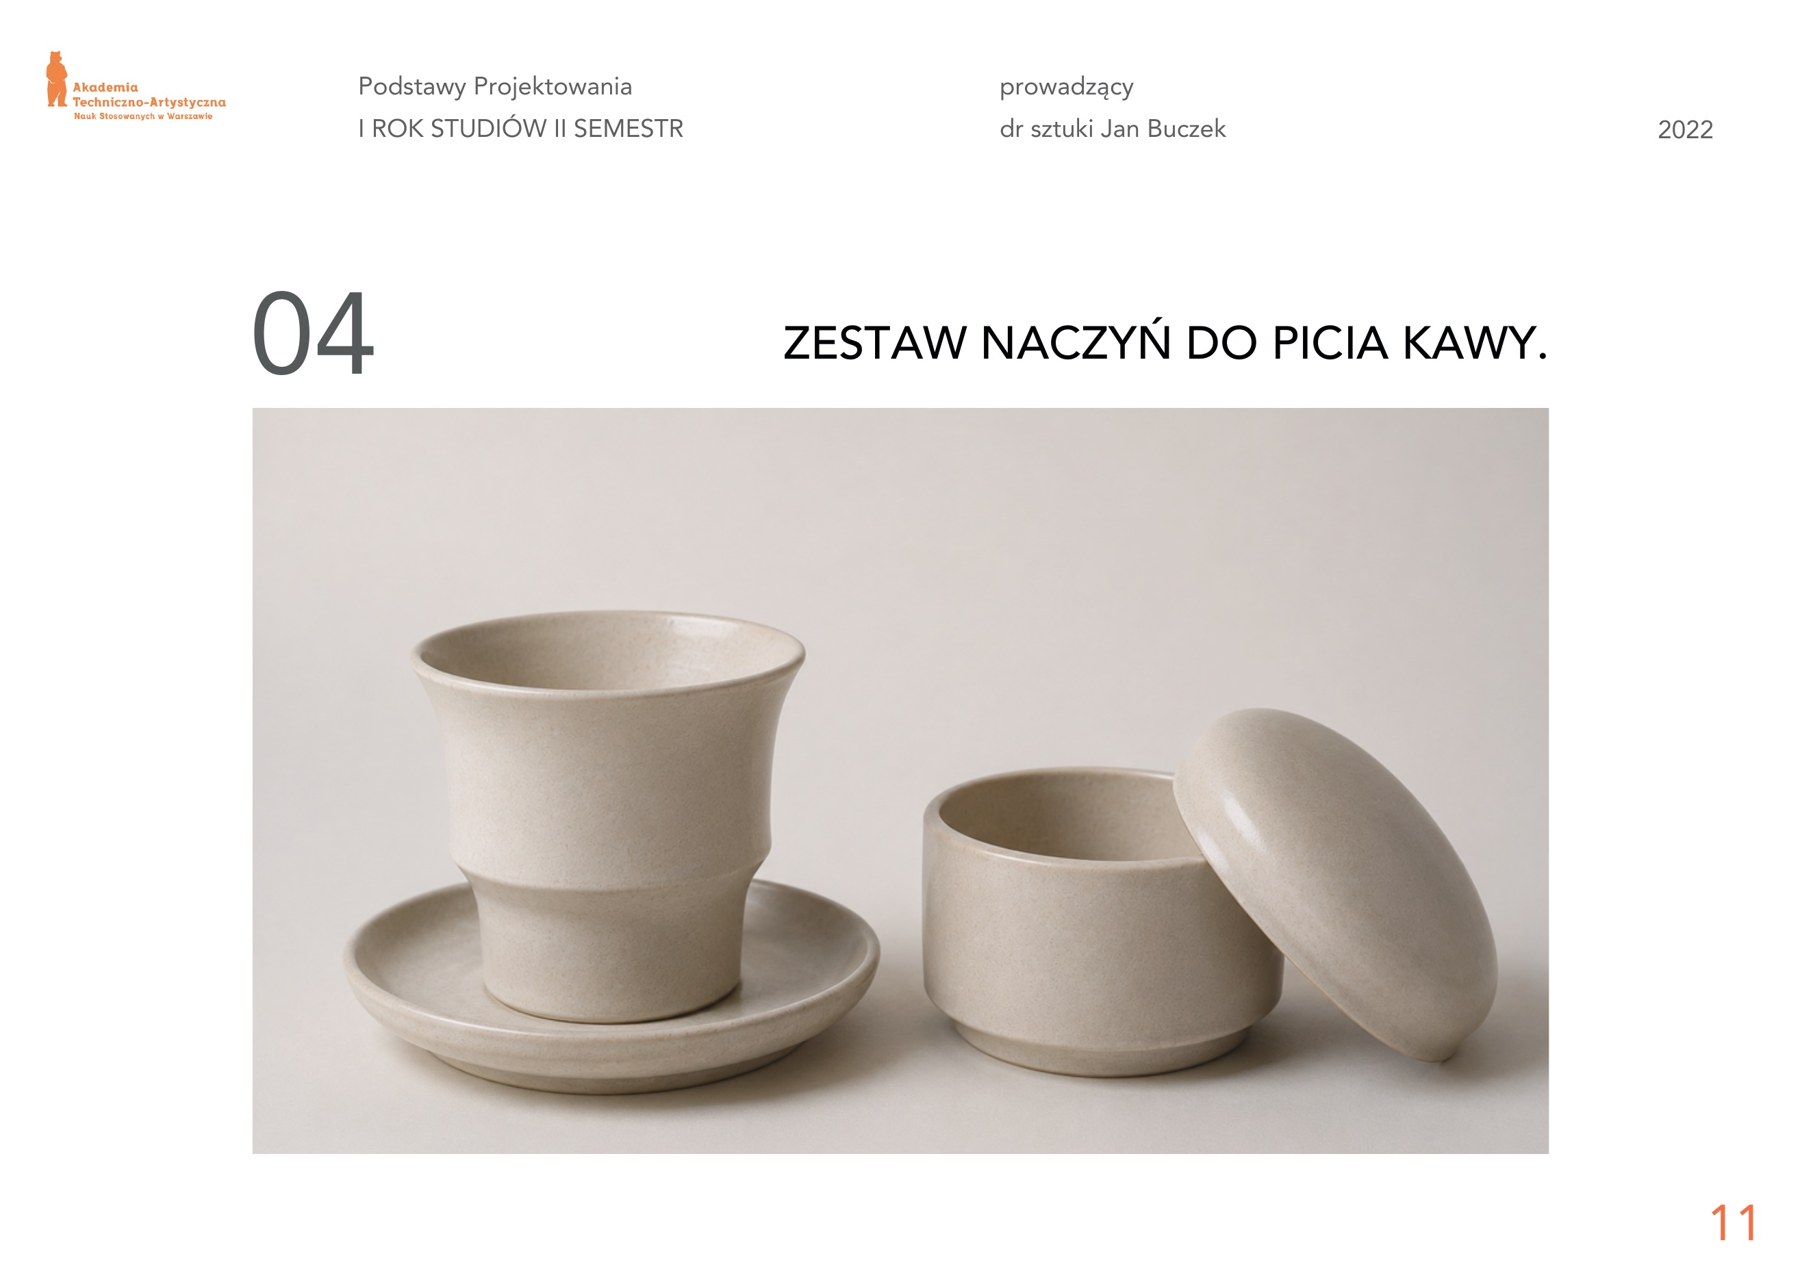 Akademia
Techniczno-Artystyczna
Nauk Stosowanych w Warszawie
Podstawy Projektowania
I ROK STUDIÓW II SEMESTR
prowadzący
dr sztuki Jan Buczek
2022
04
ZESTAW NACZYŃ DO PICIA KAWY.
11